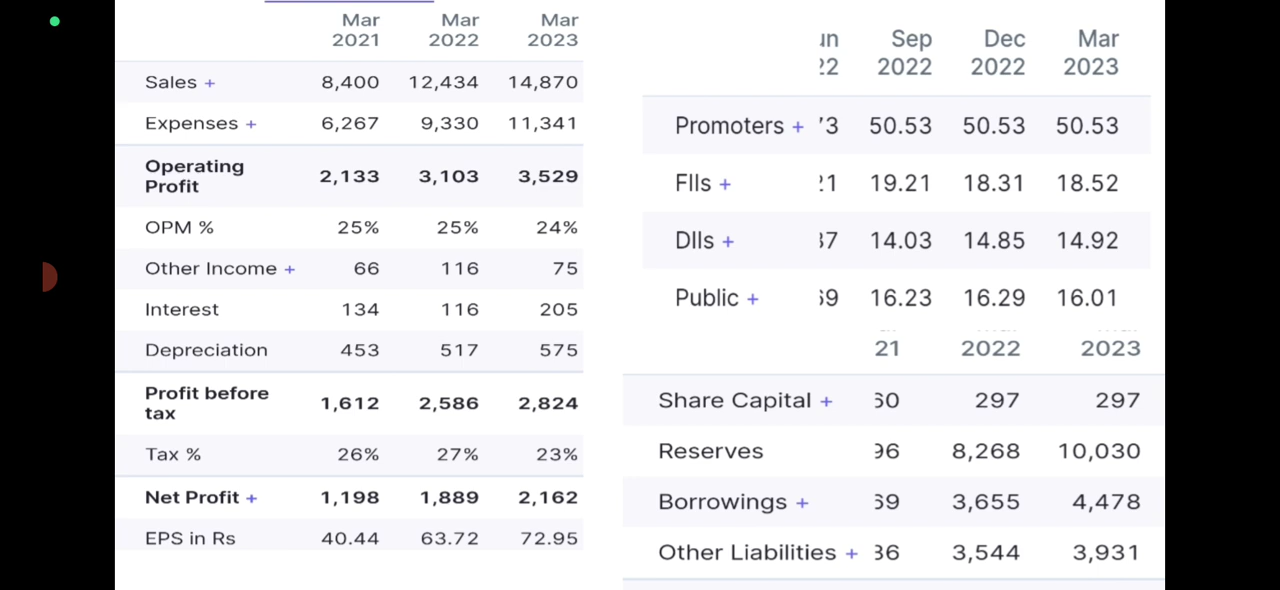 Mar Mar Mar
2021 2022 2023
Sales + 8,400 12,434 14,870
Expenses + 6,267 9,330 11,341
Operating
Profit 2,133 3,103 3,529
OPM % 25% 25% 24%
Other Income + 66 116 75
Interest 134 116 205
Depreciation 453 517 575
Profit before
tax 1,612 2,586 2,824
Tax % 26% 27% 23%
Net Profit + 1,198 1,889 2,162
EPS in Rs 40.44 63.72 72.95
Sep Dec Mar
2022 2022 2023
Promoters + 50.53 50.53 50.53
FIIs + 19.21 18.31 18.52
DIIs + 14.03 14.85 14.92
Public + 16.23 16.29 16.01
21 2022 2023
Share Capital + 297 297
Reserves 8,268 10,030
Borrowings + 3,655 4,478
Other Liabilities + 3,544 3,931